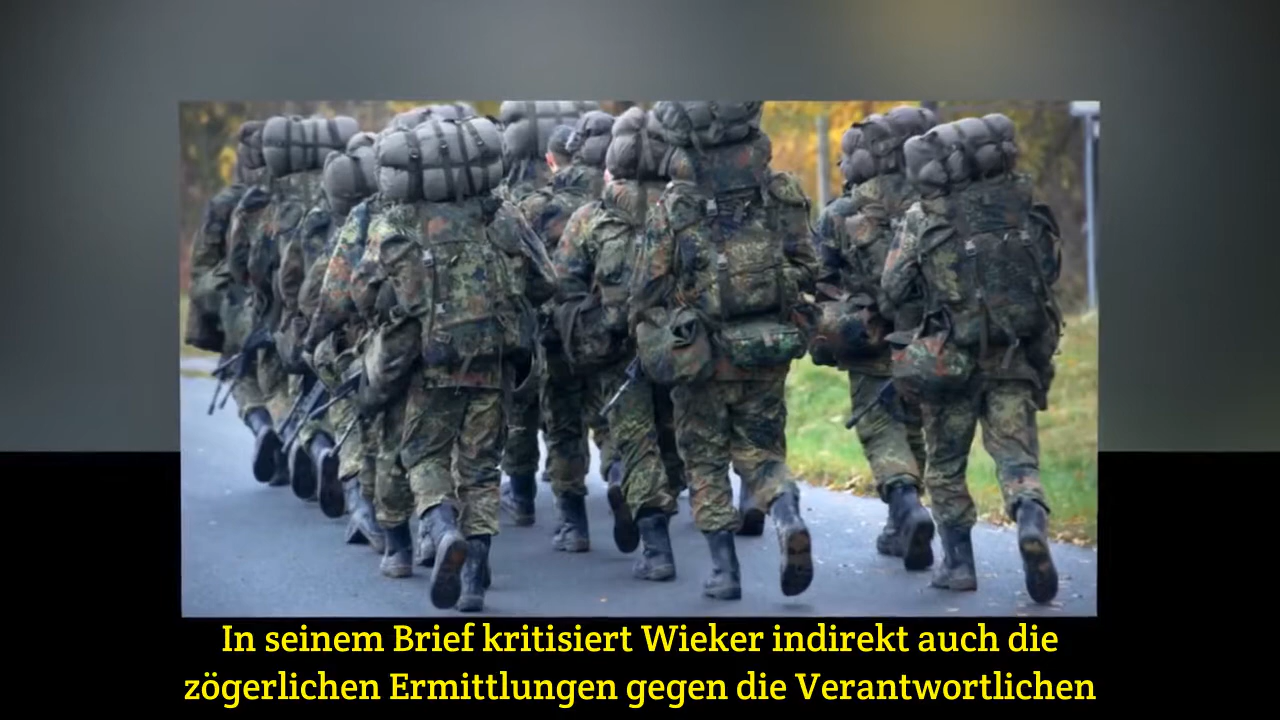 In seinem Brief kritisiert Wieker indirekt auch die
zögerlichen Ermittlungen gegen die Verantwortlichen